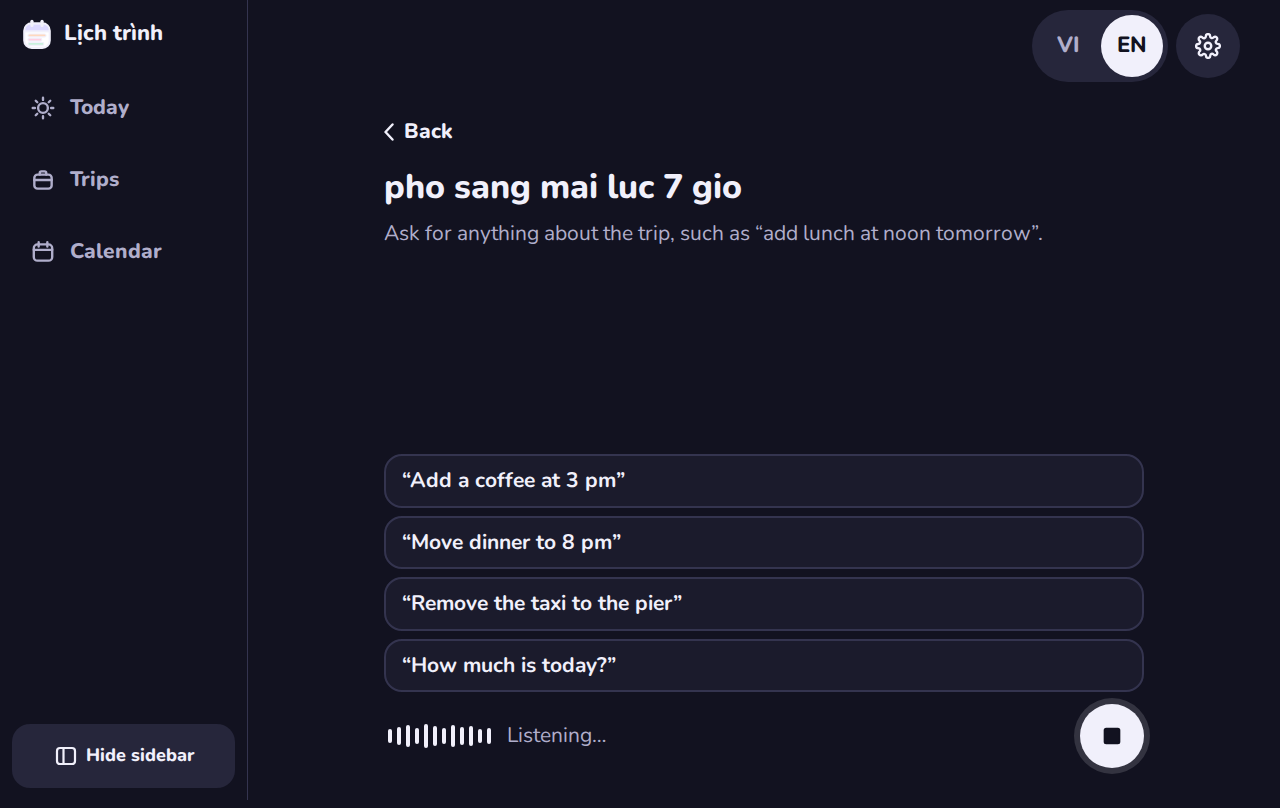 Lịch trình
VI
EN
Today
Trips
Calendar
Back
pho sang mai luc 7 gio
Ask for anything about the trip, such as “add lunch at noon tomorrow”.
“Add a coffee at 3 pm”
“Move dinner to 8 pm”
“Remove the taxi to the pier”
“How much is today?”
Listening...
Hide sidebar